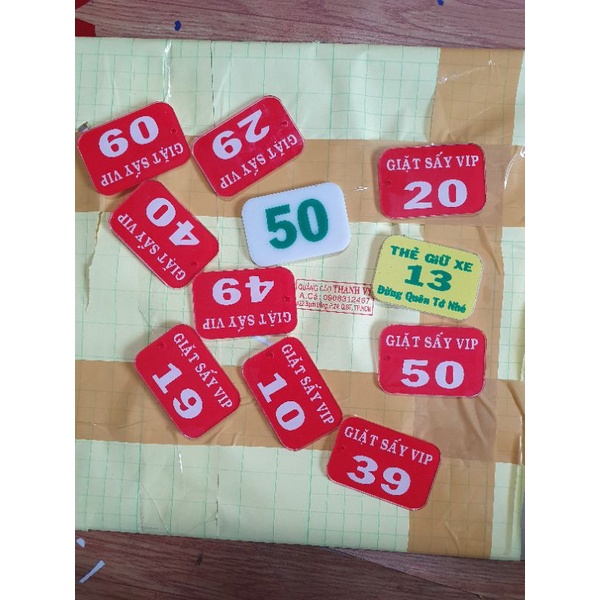 GIẶT SẤY VIP
60
GIẶT SẤY VIP
29
GIẶT SẤY VIP
20
GIẶT SẤY VIP
40
50
THẺ GIỮ XE
13
Đừng Quên Tớ Nhé
GIẶT SẤY VIP
49
QUẢNG CÁO THANH VY
GIẶT SẤY VIP
50
GIẶT SẤY VIP
19
GIẶT SẤY VIP
10
GIẶT SẤY VIP
39